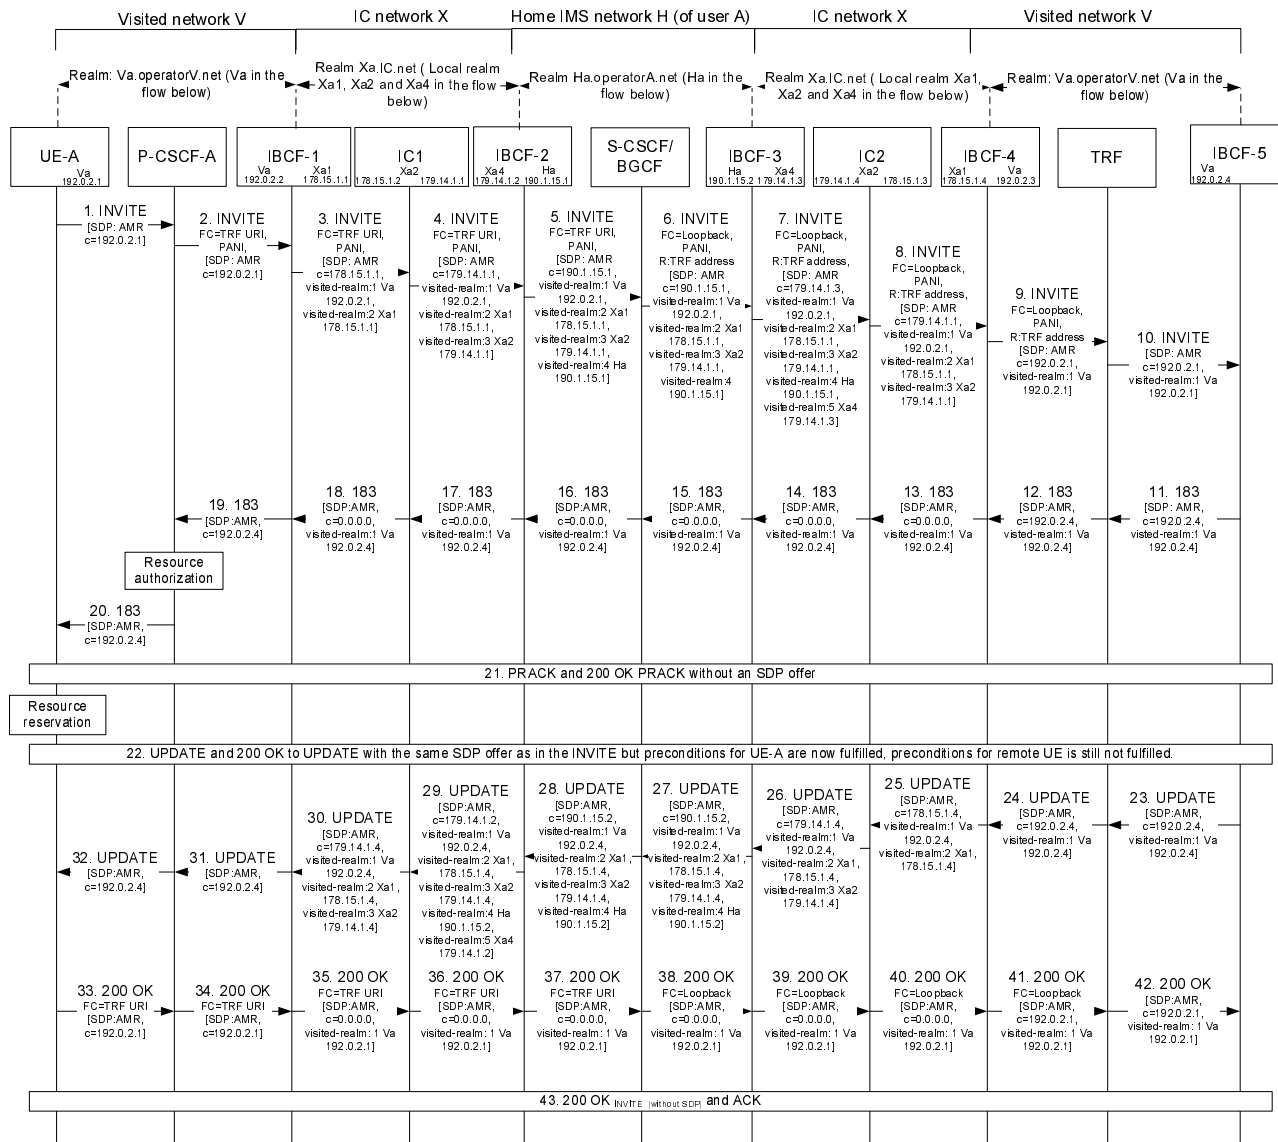 Visited network V
IC network X
Home IMS network H (of user A)
IC network X
Visited network V
Realm: Va.operatorV.net (Va in the
flow below)
Realm Xa.IC.net ( Local realm
Xa1, Xa2 and Xa4 in the flow
below)
Realm Ha.operatorA.net (Ha in the
flow below)
Realm Xa.IC.net ( Local realm Xa1,
Xa2 and Xa4 in the flow below)
Realm: Va.operatorV.net (Va in the
flow below)
UE-A
Va
192.0.2.1
P-CSCF-A
IBCF-1
Va
192.0.2.2
Xa1
178.15.1.1
IC1
Xa2
178.15.1.2
179.14.1.1
IBCF-2
Xa4
179.14.1.2
Ha
190.1.15.1
S-CSCF/
BGCF
IBCF-3
Ha
190.1.15.2
Xa4
179.14.1.3
IC2
Xa2
179.14.1.4
178.15.1.3
IBCF-4
Xa1
178.15.1.4
Va
192.0.2.3
TRF
IBCF-5
Va
192.0.2.4
1. INVITE
[SDP: AMR
c=192.0.2.1]
2. INVITE
FC=TRF URI,
PANI,
[SDP: AMR
c=192.0.2.1]
3. INVITE
FC=TRF URI,
PANI,
[SDP: AMR
c=178.15.1.1,
visited-realm:1 Va
192.0.2.1,
visited-realm:2 Xa1
178.15.1.1]
4. INVITE
FC=TRF URI,
PANI,
[SDP: AMR
c=179.14.1.1,
visited-realm:1 Va
192.0.2.1,
visited-realm:2 Xa1
178.15.1.1,
visited-realm:3 Xa2
179.14.1.1]
5. INVITE
FC=TRF URI,
PANI,
[SDP: AMR
c=190.1.15.1,
visited-realm:1 Va
192.0.2.1,
visited-realm:2 Xa1
178.15.1.1,
visited-realm:3 Xa2
179.14.1.1,
visited-realm:4 Ha
190.1.15.1]
6. INVITE
FC=Loopback,
PANI,
R:TRF address
[SDP: AMR
c=190.1.15.1,
visited-realm:1 Va
192.0.2.1,
visited-realm:2 Xa1
178.15.1.1,
visited-realm:3 Xa2
179.14.1.1,
visited-realm:4
190.1.15.1]
7. INVITE
FC=Loopback,
PANI,
R:TRF address,
[SDP: AMR
c=179.14.1.3,
visited-realm:1 Va
192.0.2.1,
visited-realm:2 Xa1
178.15.1.1,
visited-realm:3 Xa2
179.14.1.1,
visited-realm:4 Ha
190.1.15.1,
visited-realm:5 Xa4
179.14.1.3]
8. INVITE
FC=Loopback,
PANI,
R:TRF address,
[SDP: AMR
c=179.14.1.1,
visited-realm:1 Va
192.0.2.1,
visited-realm:2 Xa1
178.15.1.1,
visited-realm:3 Xa2
179.14.1.1]
9. INVITE
FC=Loopback,
PANI,
R:TRF address
[SDP: AMR
c=192.0.2.1,
visited-realm:1 Va
192.0.2.1]
10. INVITE
[SDP: AMR
c=192.0.2.1,
visited-realm:1 Va
192.0.2.1]
19. 183
[SDP:AMR,
c=192.0.2.4]
18. 183
[SDP:AMR,
c=0.0.0.0,
visited-realm:1 Va
192.0.2.4]
17. 183
[SDP:AMR,
c=0.0.0.0,
visited-realm:1 Va
192.0.2.4]
16. 183
[SDP:AMR,
c=0.0.0.0,
visited-realm:1 Va
192.0.2.4]
15. 183
[SDP:AMR,
c=0.0.0.0,
visited-realm:1 Va
192.0.2.4]
14. 183
[SDP:AMR,
c=0.0.0.0,
visited-realm:1 Va
192.0.2.4]
13. 183
[SDP:AMR,
c=0.0.0.0,
visited-realm:1 Va
192.0.2.4]
12. 183
[SDP:AMR,
c=192.0.2.4,
visited-realm:1 Va
192.0.2.4]
11. 183
[SDP: AMR,
c=192.0.2.4,
visited-realm:1 Va
192.0.2.4]
Resource
authorization
20. 183
[SDP:AMR,
c=192.0.2.4]
21. PRACK and 200 OK PRACK without an SDP offer
Resource
reservation
22. UPDATE and 200 OK to UPDATE with the same SDP offer as in the INVITE but preconditions for UE-A are now fulfilled, preconditions for remote UE is still not fulfilled.
32. UPDATE
[SDP:AMR,
c=192.0.2.4]
31. UPDATE
[SDP:AMR,
c=192.0.2.4]
30. UPDATE
[SDP:AMR,
c=179.14.1.4,
visited-realm:1 Va
192.0.2.4,
visited-realm:2 Xa1,
178.15.1.4,
visited-realm:3 Xa2
179.14.1.4]
29. UPDATE
[SDP:AMR,
c=179.14.1.2,
visited-realm:1 Va
192.0.2.4,
visited-realm:2 Xa1,
178.15.1.4,
visited-realm:3 Xa2
179.14.1.4,
visited-realm:4 Ha
190.1.15.2,
visited-realm:5 Xa4
179.14.1.2]
28. UPDATE
[SDP:AMR,
c=190.1.15.2,
visited-realm:1 Va
192.0.2.4,
visited-realm:2 Xa1,
178.15.1.4,
visited-realm:3 Xa2
179.14.1.4,
visited-realm:4 Ha
190.1.15.2]
27. UPDATE
[SDP:AMR,
c=190.1.15.2,
visited-realm:1 Va
192.0.2.4,
visited-realm:2 Xa1,
178.15.1.4,
visited-realm:3 Xa2
179.14.1.4,
visited-realm:4 Ha
190.1.15.2]
26. UPDATE
[SDP:AMR,
c=179.14.1.4,
visited-realm:1 Va
192.0.2.4,
visited-realm:2 Xa1,
178.15.1.4,
visited-realm:3 Xa2
179.14.1.4]
25. UPDATE
[SDP:AMR,
c=178.15.1.4,
visited-realm:1 Va
192.0.2.4,
visited-realm:2 Xa1,
178.15.1.4]
24. UPDATE
[SDP:AMR,
c=192.0.2.4,
visited-realm:1 Va
192.0.2.4]
23. UPDATE
[SDP:AMR,
c=192.0.2.4,
visited-realm:1 Va
192.0.2.4]
33. 200 OK
FC=TRF URI
[SDP:AMR,
c=192.0.2.1]
34. 200 OK
FC=TRF URI
[SDP:AMR,
c=192.0.2.1]
35. 200 OK
FC=TRF URI
[SDP:AMR,
c=0.0.0.0,
visited-realm: 1 Va
192.0.2.1]
36. 200 OK
FC=TRF URI
[SDP:AMR,
c=0.0.0.0,
visited-realm: 1 Va
192.0.2.1]
37. 200 OK
FC=TRF URI
[SDP:AMR,
c=0.0.0.0,
visited-realm: 1 Va
192.0.2.1]
38. 200 OK
FC=Loopback
[SDP:AMR,
c=0.0.0.0,
visited-realm: 1 Va
192.0.2.1]
39. 200 OK
FC=Loopback
[SDP:AMR,
c=0.0.0.0,
visited-realm: 1 Va
192.0.2.1]
40. 200 OK
FC=Loopback
[SDP:AMR,
c=0.0.0.0,
visited-realm: 1 Va
192.0.2.1]
41. 200 OK
FC=Loopback
[SDP:AMR,
c=192.0.2.1,
visited-realm: 1 Va
192.0.2.1]
42. 200 OK
[SDP:AMR,
c=192.0.2.1,
visited-realm: 1 Va
192.0.2.1]
43. 200 OK INVITE (without SDP) and ACK